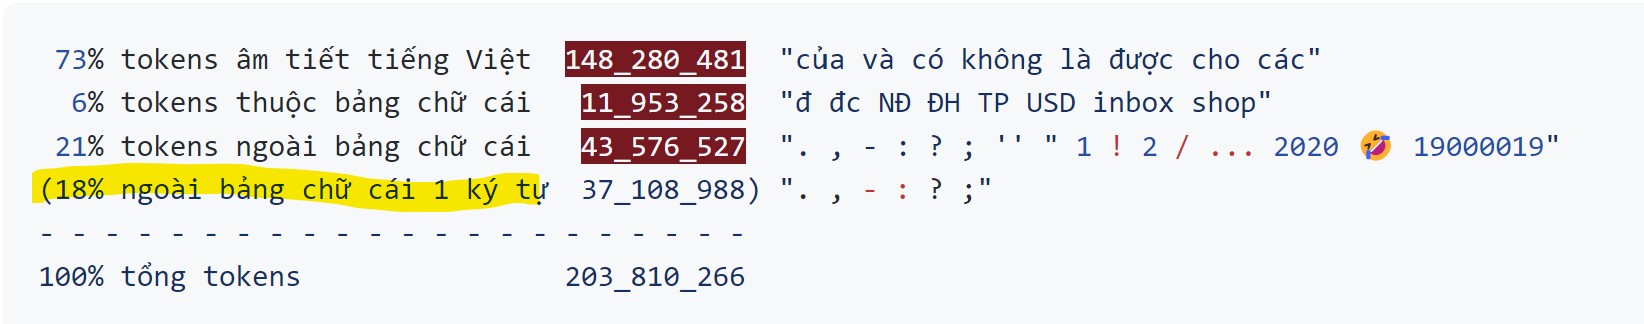 73% tokens âm tiết tiếng Việt 148_280_481 "của và có không là được cho các"
6% tokens thuộc bảng chữ cái 11_953_258 "đ đc NĐ ĐH TP USD inbox shop"
21% tokens ngoài bảng chữ cái 43_576_527 ". , - : ? ; '' " 1 ! 2 / ... 2020 🤣 19000019"
(18% ngoài bảng chữ cái 1 ký tự 37_108_988) ". , - : ? ;"
- - - - - - - - - - - - - - - - - - - - - -
100% tổng tokens 203_810_266